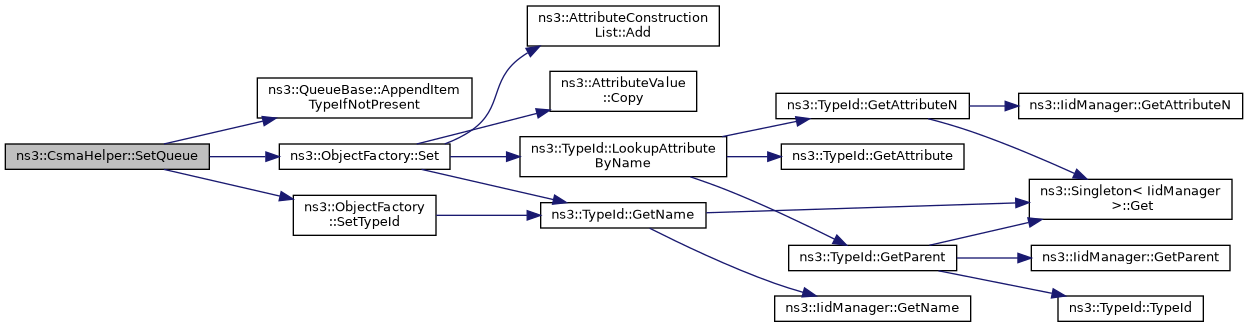 ns3::AttributeConstruction
List::Add
ns3::QueueBase::AppendItem
TypeIfNotPresent
ns3::AttributeValue
::Copy
ns3::TypeId::GetAttributeN
ns3::IidManager::GetAttributeN
ns3::CsmaHelper::SetQueue
ns3::ObjectFactory::Set
ns3::TypeId::LookupAttribute
ByName
ns3::TypeId::GetAttribute
ns3::ObjectFactory
::SetTypeId
ns3::TypeId::GetName
ns3::Singleton< IidManager
>::Get
ns3::TypeId::GetParent
ns3::IidManager::GetParent
ns3::IidManager::GetName
ns3::TypeId::TypeId